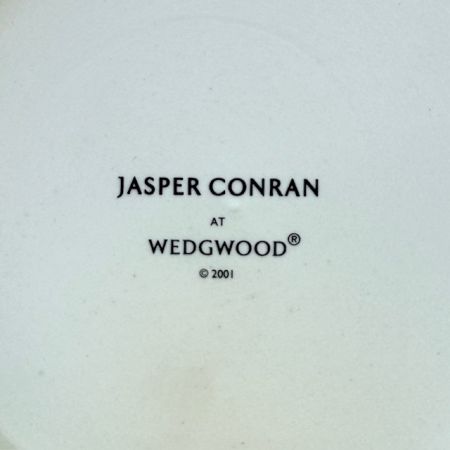 JASPER CONRAN
AT
WEDGWOOD®
© 2001